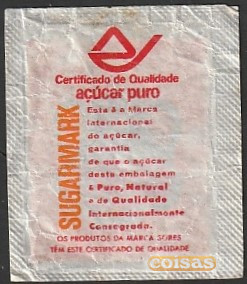 Certificado de Qualidade
açúcar puro
SUGARMARK
Esta é a Marca
Internacional
do açúcar,
garantia
de que o açúcar
desta embalagem
é Puro, Natural
e de Qualidade
Internacionalmente
Consagrada.
OS PRODUTOS DA MARCA SORES
TÊM ESTE CERTIFICADO DE QUALIDADE
coisas